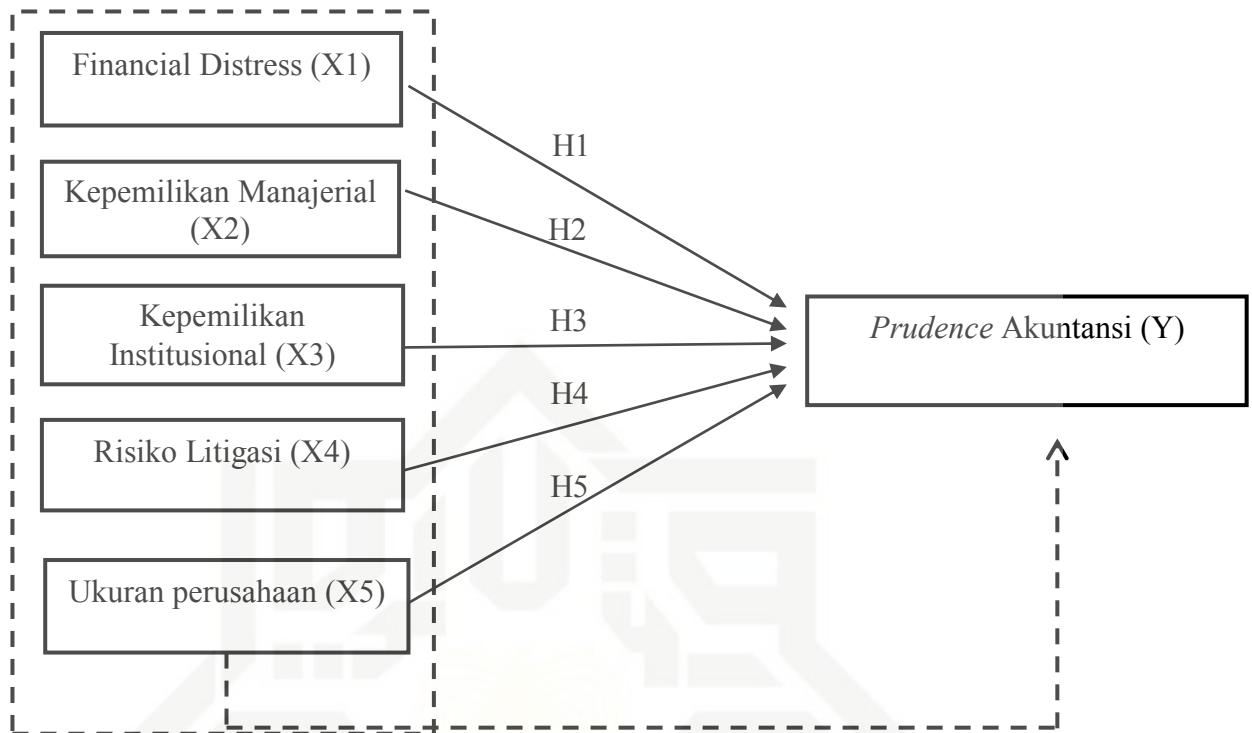 Financial Distress (X1)
Kepemilikan Manajerial
(X2)
Kepemilikan
Institusional (X3)
Risiko Litigasi (X4)
Ukuran perusahaan (X5)
H1
H2
H3
H4
H5
Prudence Akuntansi (Y)